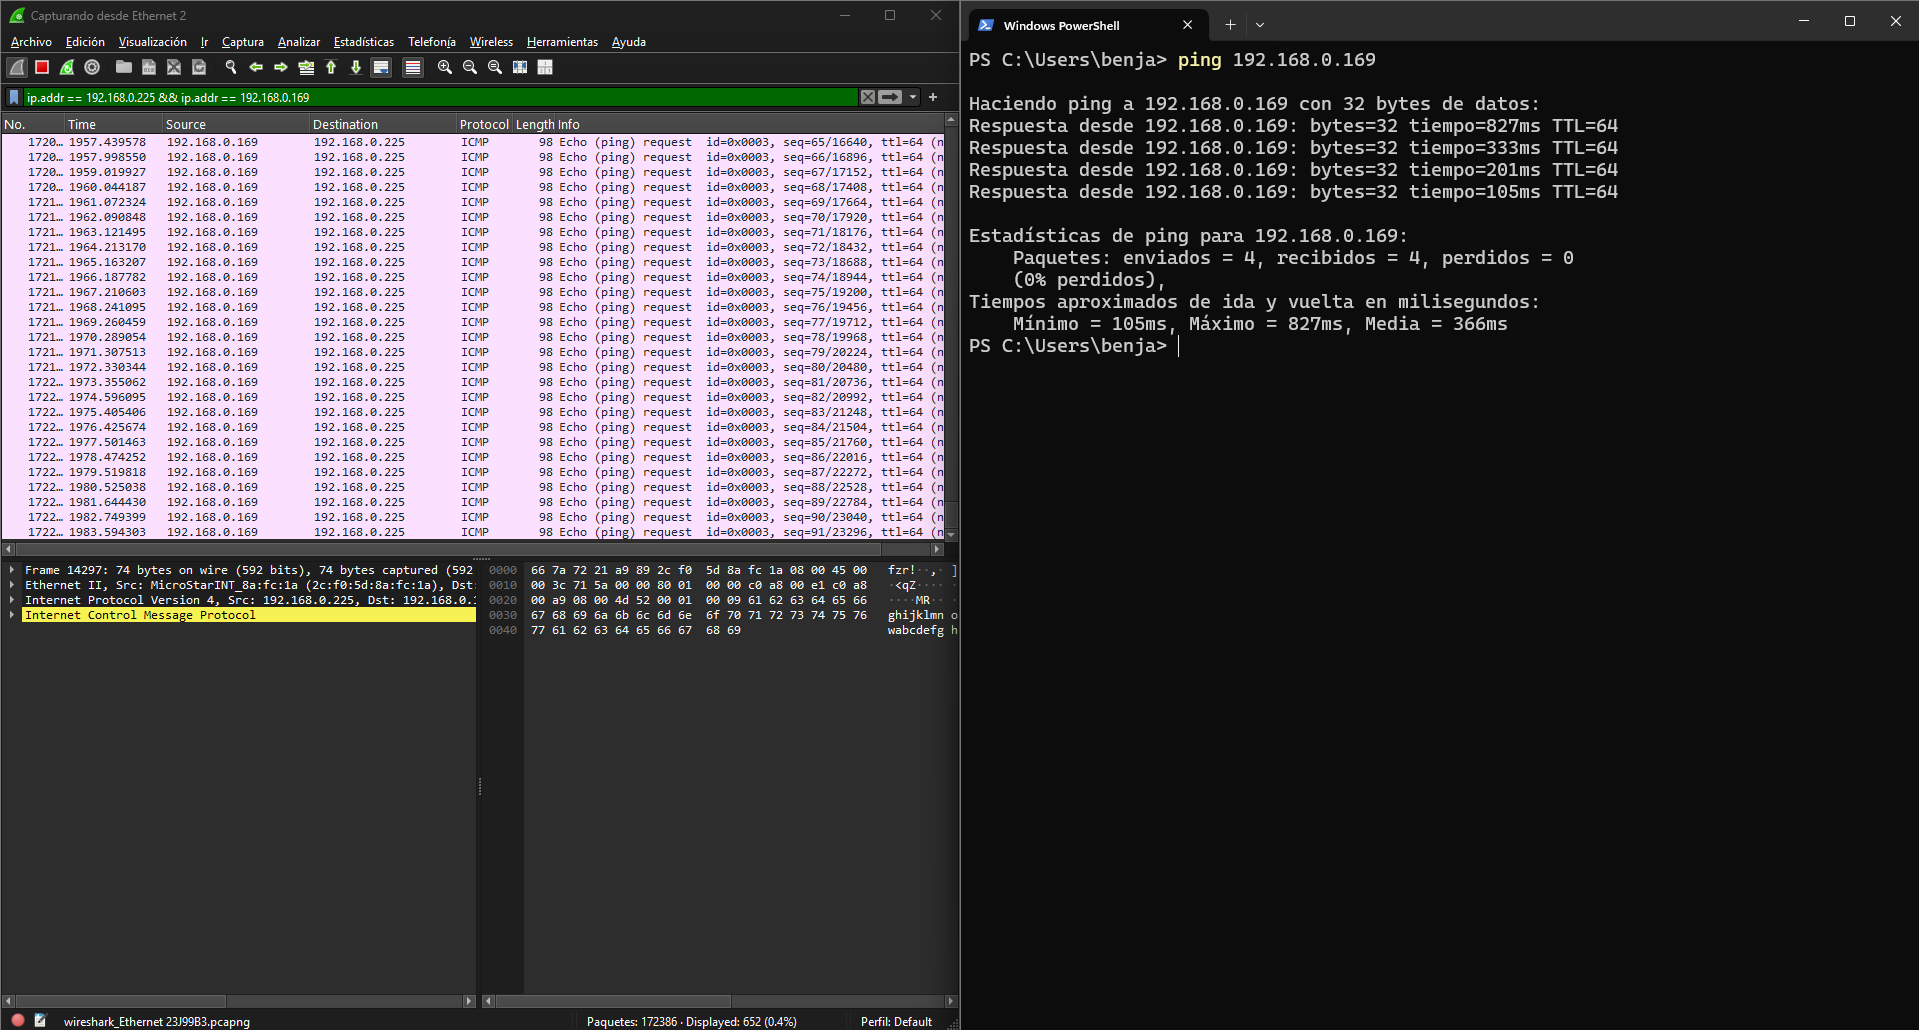 Capturando desde Ethernet 2
Archivo Edición Visualización Ir Captura Analizar Estadísticas Telefonía Wireless Herramientas Ayuda
ip.addr == 192.168.0.225 && ip.addr == 192.168.0.169
No. Time Source Destination Protocol Length Info
1720… 1957.439578 192.168.0.169 192.168.0.225 ICMP 98 Echo (ping) request id=0x0003, seq=65/16640, ttl=64 (n
1720… 1957.998550 192.168.0.169 192.168.0.225 ICMP 98 Echo (ping) request id=0x0003, seq=66/16896, ttl=64 (n
1720… 1959.019927 192.168.0.169 192.168.0.225 ICMP 98 Echo (ping) request id=0x0003, seq=67/17152, ttl=64 (n
1720… 1960.044187 192.168.0.169 192.168.0.225 ICMP 98 Echo (ping) request id=0x0003, seq=68/17408, ttl=64 (n
1721… 1961.072324 192.168.0.169 192.168.0.225 ICMP 98 Echo (ping) request id=0x0003, seq=69/17664, ttl=64 (n
1721… 1962.090848 192.168.0.169 192.168.0.225 ICMP 98 Echo (ping) request id=0x0003, seq=70/17920, ttl=64 (n
1721… 1963.121495 192.168.0.169 192.168.0.225 ICMP 98 Echo (ping) request id=0x0003, seq=71/18176, ttl=64 (n
1721… 1964.213170 192.168.0.169 192.168.0.225 ICMP 98 Echo (ping) request id=0x0003, seq=72/18432, ttl=64 (n
1721… 1965.163207 192.168.0.169 192.168.0.225 ICMP 98 Echo (ping) request id=0x0003, seq=73/18688, ttl=64 (n
1721… 1966.187782 192.168.0.169 192.168.0.225 ICMP 98 Echo (ping) request id=0x0003, seq=74/18944, ttl=64 (n
1721… 1967.210603 192.168.0.169 192.168.0.225 ICMP 98 Echo (ping) request id=0x0003, seq=75/19200, ttl=64 (n
1721… 1968.241095 192.168.0.169 192.168.0.225 ICMP 98 Echo (ping) request id=0x0003, seq=76/19456, ttl=64 (n
1721… 1969.260459 192.168.0.169 192.168.0.225 ICMP 98 Echo (ping) request id=0x0003, seq=77/19712, ttl=64 (n
1721… 1970.289054 192.168.0.169 192.168.0.225 ICMP 98 Echo (ping) request id=0x0003, seq=78/19968, ttl=64 (n
1721… 1971.307513 192.168.0.169 192.168.0.225 ICMP 98 Echo (ping) request id=0x0003, seq=79/20224, ttl=64 (n
1721… 1972.330344 192.168.0.169 192.168.0.225 ICMP 98 Echo (ping) request id=0x0003, seq=80/20480, ttl=64 (n
1722… 1973.355062 192.168.0.169 192.168.0.225 ICMP 98 Echo (ping) request id=0x0003, seq=81/20736, ttl=64 (n
1722… 1974.596095 192.168.0.169 192.168.0.225 ICMP 98 Echo (ping) request id=0x0003, seq=82/20992, ttl=64 (n
1722… 1975.405406 192.168.0.169 192.168.0.225 ICMP 98 Echo (ping) request id=0x0003, seq=83/21248, ttl=64 (n
1722… 1976.425674 192.168.0.169 192.168.0.225 ICMP 98 Echo (ping) request id=0x0003, seq=84/21504, ttl=64 (n
1722… 1977.501463 192.168.0.169 192.168.0.225 ICMP 98 Echo (ping) request id=0x0003, seq=85/21760, ttl=64 (n
1722… 1978.474252 192.168.0.169 192.168.0.225 ICMP 98 Echo (ping) request id=0x0003, seq=86/22016, ttl=64 (n
1722… 1979.519818 192.168.0.169 192.168.0.225 ICMP 98 Echo (ping) request id=0x0003, seq=87/22272, ttl=64 (n
1722… 1980.525038 192.168.0.169 192.168.0.225 ICMP 98 Echo (ping) request id=0x0003, seq=88/22528, ttl=64 (n
1722… 1981.644430 192.168.0.169 192.168.0.225 ICMP 98 Echo (ping) request id=0x0003, seq=89/22784, ttl=64 (n
1722… 1982.749399 192.168.0.169 192.168.0.225 ICMP 98 Echo (ping) request id=0x0003, seq=90/23040, ttl=64 (n
1722… 1983.594303 192.168.0.169 192.168.0.225 ICMP 98 Echo (ping) request id=0x0003, seq=91/23296, ttl=64 (n
Frame 14297: 74 bytes on wire (592 bits), 74 bytes captured (592
Ethernet II, Src: MicroStarINT_8a:fc:1a (2c:f0:5d:8a:fc:1a), Dst:
Internet Protocol Version 4, Src: 192.168.0.225, Dst: 192.168.0.1
Internet Control Message Protocol
0000 66 7a 72 21 a9 89 2c f0 5d 8a fc 1a 08 00 45 00 fzr!··,· ]
0010 00 3c 71 5a 00 00 80 01 00 00 c0 a8 00 e1 c0 a8 ·<qZ····
0020 00 a9 08 00 4d 52 00 01 00 09 61 62 63 64 65 66 ····MR··
0030 67 68 69 6a 6b 6c 6d 6e 6f 70 71 72 73 74 75 76 ghijklmn o
0040 77 61 62 63 64 65 66 67 68 69 wabcdefg h
wireshark_Ethernet 23J99B3.pcapng Paquetes: 172386 · Displayed: 652 (0.4%) Perfil: Default
Windows PowerShell
PS C:\Users\benja> ping 192.168.0.169
Haciendo ping a 192.168.0.169 con 32 bytes de datos:
Respuesta desde 192.168.0.169: bytes=32 tiempo=827ms TTL=64
Respuesta desde 192.168.0.169: bytes=32 tiempo=333ms TTL=64
Respuesta desde 192.168.0.169: bytes=32 tiempo=201ms TTL=64
Respuesta desde 192.168.0.169: bytes=32 tiempo=105ms TTL=64
Estadísticas de ping para 192.168.0.169:
Paquetes: enviados = 4, recibidos = 4, perdidos = 0
(0% perdidos),
Tiempos aproximados de ida y vuelta en milisegundos:
Mínimo = 105ms, Máximo = 827ms, Media = 366ms
PS C:\Users\benja>